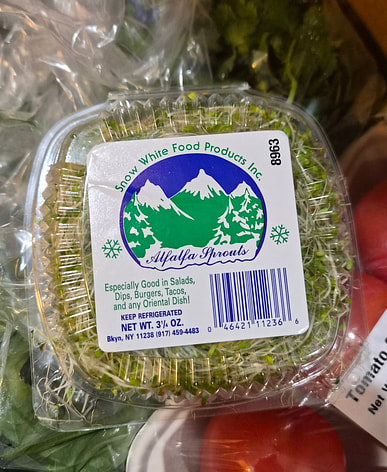 Snow White Food Products Inc.
8963
Alfalfa Sprouts
Especially Good in Salads,
Dips, Burgers, Tacos,
and any Oriental Dish!
KEEP REFRIGERATED
NET WT. 3¼ OZ.
Bkyn, NY 11238 (917) 459-4483
0 46421 11236 6
Tomato
Net